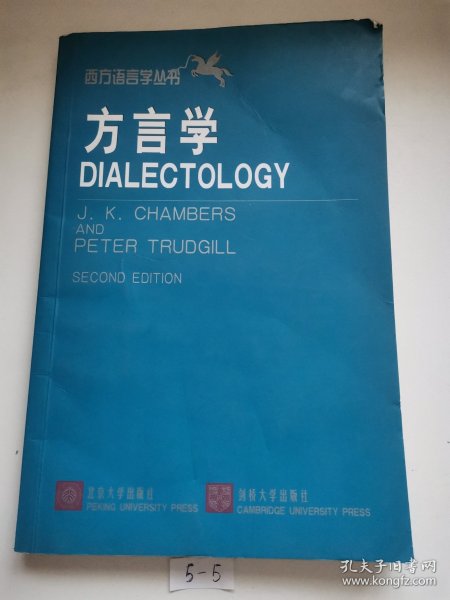 西方语言学丛书
方言学
DIALECTOLOGY
J. K. CHAMBERS
AND
PETER TRUDGILL
SECOND EDITION
北京大学出版社
PEKING UNIVERSITY PRESS
剑桥大学出版社
CAMBRIDGE UNIVERSITY PRESS
5-5
孔夫子旧书网
www.kongfz.com